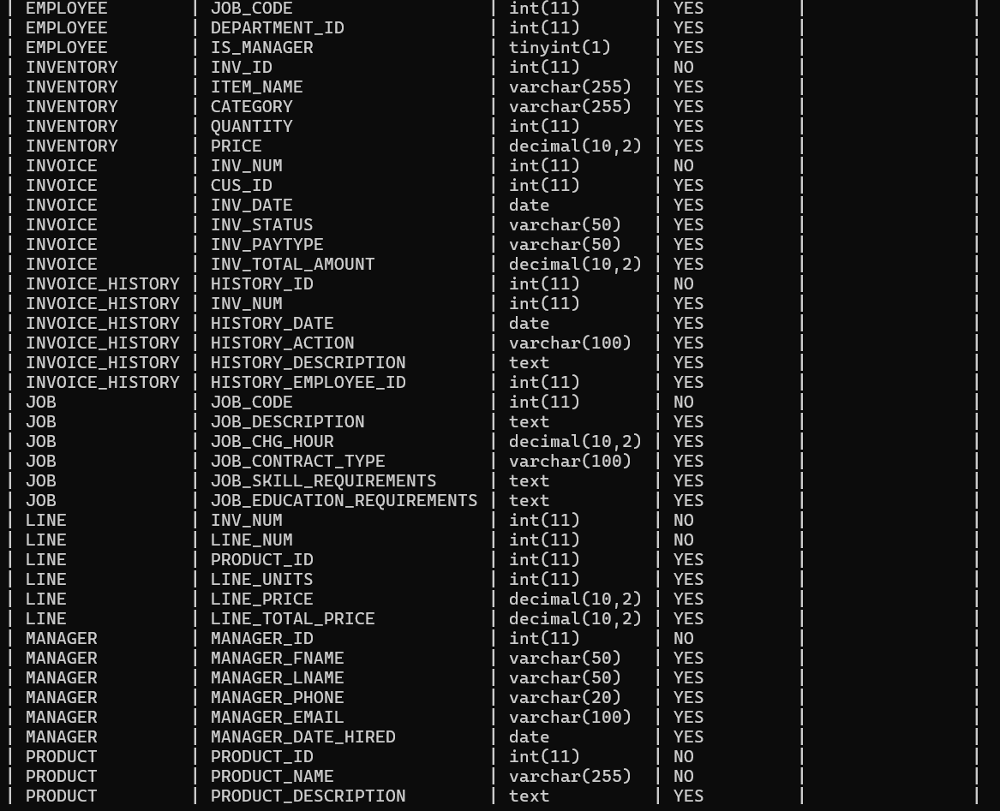 | EMPLOYEE | JOB_CODE | int(11) | YES | |
| EMPLOYEE | DEPARTMENT_ID | int(11) | YES | |
| EMPLOYEE | IS_MANAGER | tinyint(1) | YES | |
| INVENTORY | INV_ID | int(11) | NO | |
| INVENTORY | ITEM_NAME | varchar(255) | YES | |
| INVENTORY | CATEGORY | varchar(255) | YES | |
| INVENTORY | QUANTITY | int(11) | YES | |
| INVENTORY | PRICE | decimal(10,2) | YES | |
| INVOICE | INV_NUM | int(11) | NO | |
| INVOICE | CUS_ID | int(11) | YES | |
| INVOICE | INV_DATE | date | YES | |
| INVOICE | INV_STATUS | varchar(50) | YES | |
| INVOICE | INV_PAYTYPE | varchar(50) | YES | |
| INVOICE | INV_TOTAL_AMOUNT | decimal(10,2) | YES | |
| INVOICE_HISTORY | HISTORY_ID | int(11) | NO | |
| INVOICE_HISTORY | INV_NUM | int(11) | YES | |
| INVOICE_HISTORY | HISTORY_DATE | date | YES | |
| INVOICE_HISTORY | HISTORY_ACTION | varchar(100) | YES | |
| INVOICE_HISTORY | HISTORY_DESCRIPTION | text | YES | |
| INVOICE_HISTORY | HISTORY_EMPLOYEE_ID | int(11) | YES | |
| JOB | JOB_CODE | int(11) | NO | |
| JOB | JOB_DESCRIPTION | text | YES | |
| JOB | JOB_CHG_HOUR | decimal(10,2) | YES | |
| JOB | JOB_CONTRACT_TYPE | varchar(100) | YES | |
| JOB | JOB_SKILL_REQUIREMENTS | text | YES | |
| JOB | JOB_EDUCATION_REQUIREMENTS | text | YES | |
| LINE | INV_NUM | int(11) | NO | |
| LINE | LINE_NUM | int(11) | NO | |
| LINE | PRODUCT_ID | int(11) | YES | |
| LINE | LINE_UNITS | int(11) | YES | |
| LINE | LINE_PRICE | decimal(10,2) | YES | |
| LINE | LINE_TOTAL_PRICE | decimal(10,2) | YES | |
| MANAGER | MANAGER_ID | int(11) | NO | |
| MANAGER | MANAGER_FNAME | varchar(50) | YES | |
| MANAGER | MANAGER_LNAME | varchar(50) | YES | |
| MANAGER | MANAGER_PHONE | varchar(20) | YES | |
| MANAGER | MANAGER_EMAIL | varchar(100) | YES | |
| MANAGER | MANAGER_DATE_HIRED | date | YES | |
| PRODUCT | PRODUCT_ID | int(11) | NO | |
| PRODUCT | PRODUCT_NAME | varchar(255) | NO | |
| PRODUCT | PRODUCT_DESCRIPTION | text | YES | |